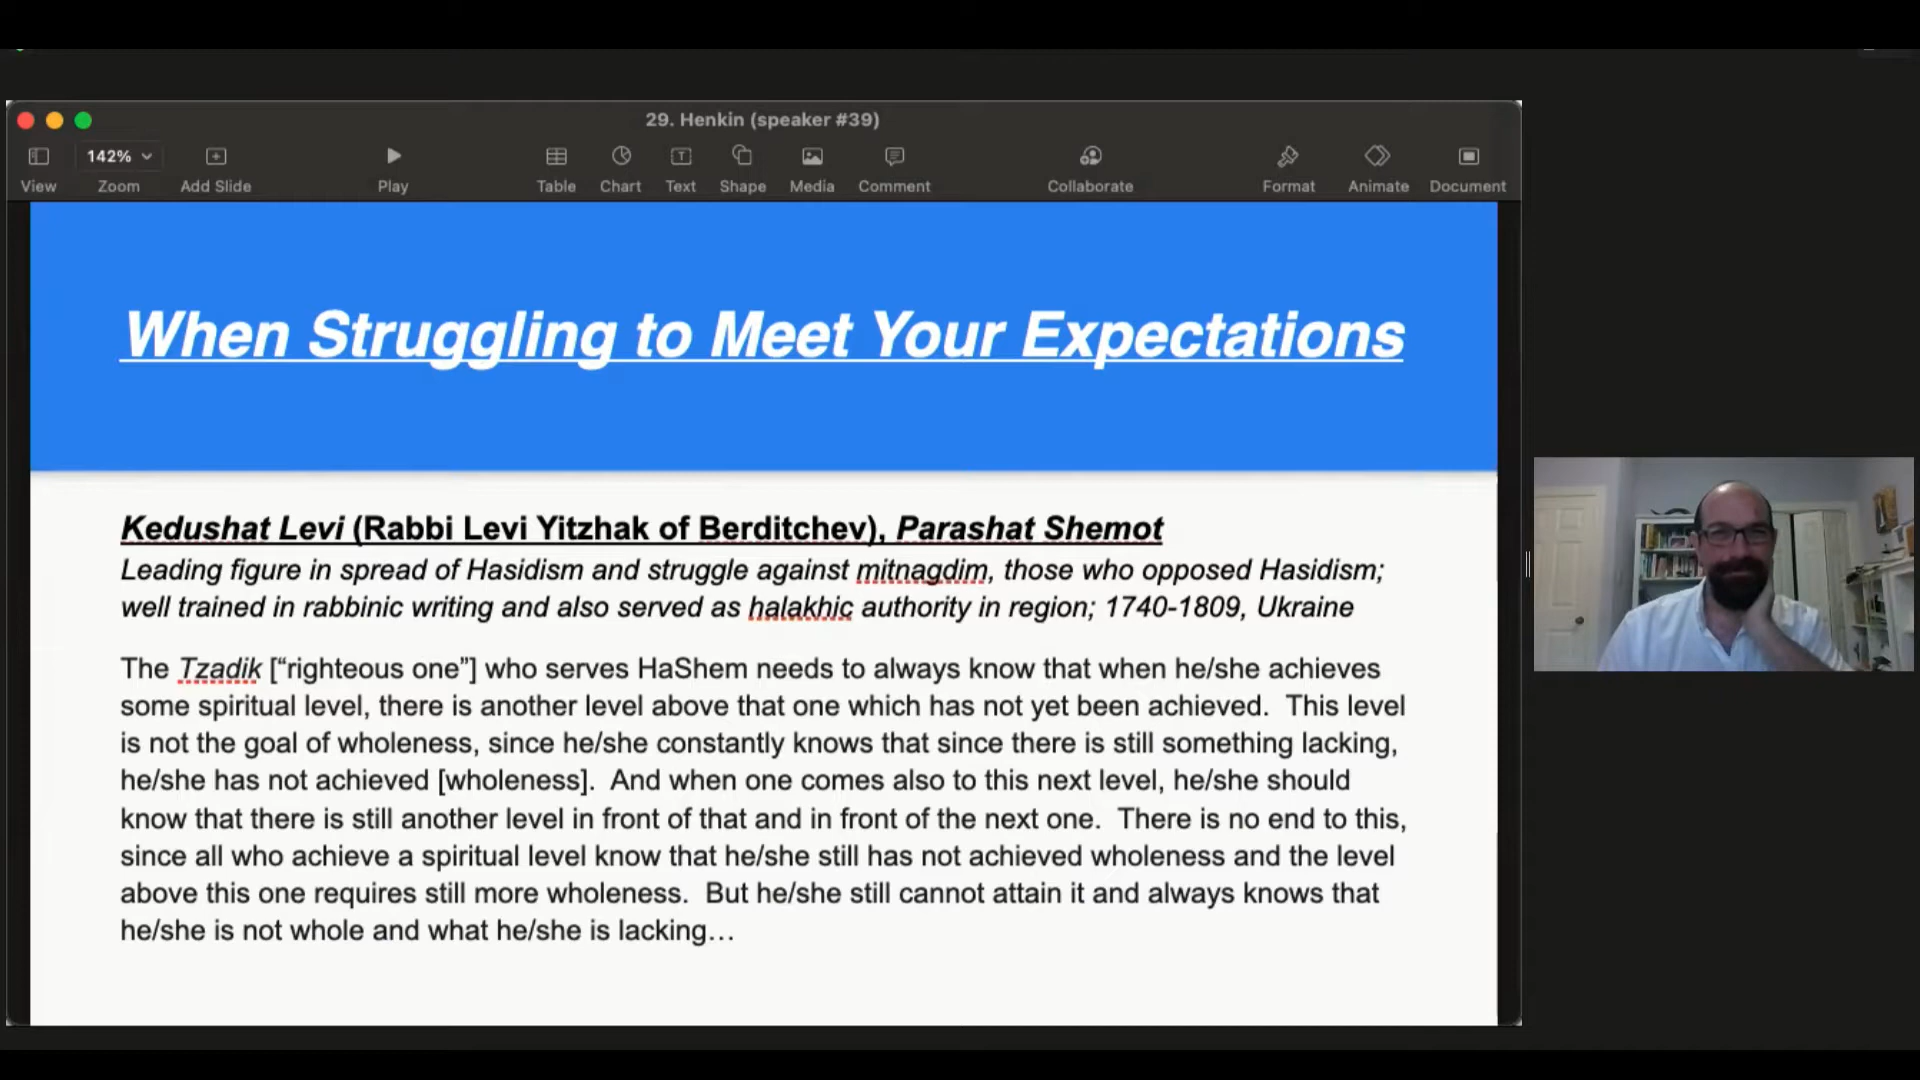 29. Henkin (speaker #39)
142%
View Zoom Add Slide Play Table Chart Text Shape Media Comment Collaborate Format Animate Document
When Struggling to Meet Your Expectations
Kedushat Levi (Rabbi Levi Yitzhak of Berditchev), Parashat Shemot
Leading figure in spread of Hasidism and struggle against mitnagdim, those who opposed Hasidism;
well trained in rabbinic writing and also served as halakhic authority in region; 1740-1809, Ukraine
The Tzadik [“righteous one”] who serves HaShem needs to always know that when he/she achieves
some spiritual level, there is another level above that one which has not yet been achieved.  This level
is not the goal of wholeness, since he/she constantly knows that since there is still something lacking,
he/she has not achieved [wholeness].  And when one comes also to this next level, he/she should
know that there is still another level in front of that and in front of the next one.  There is no end to this,
since all who achieve a spiritual level know that he/she still has not achieved wholeness and the level
above this one requires still more wholeness.  But he/she still cannot attain it and always knows that
he/she is not whole and what he/she is lacking…